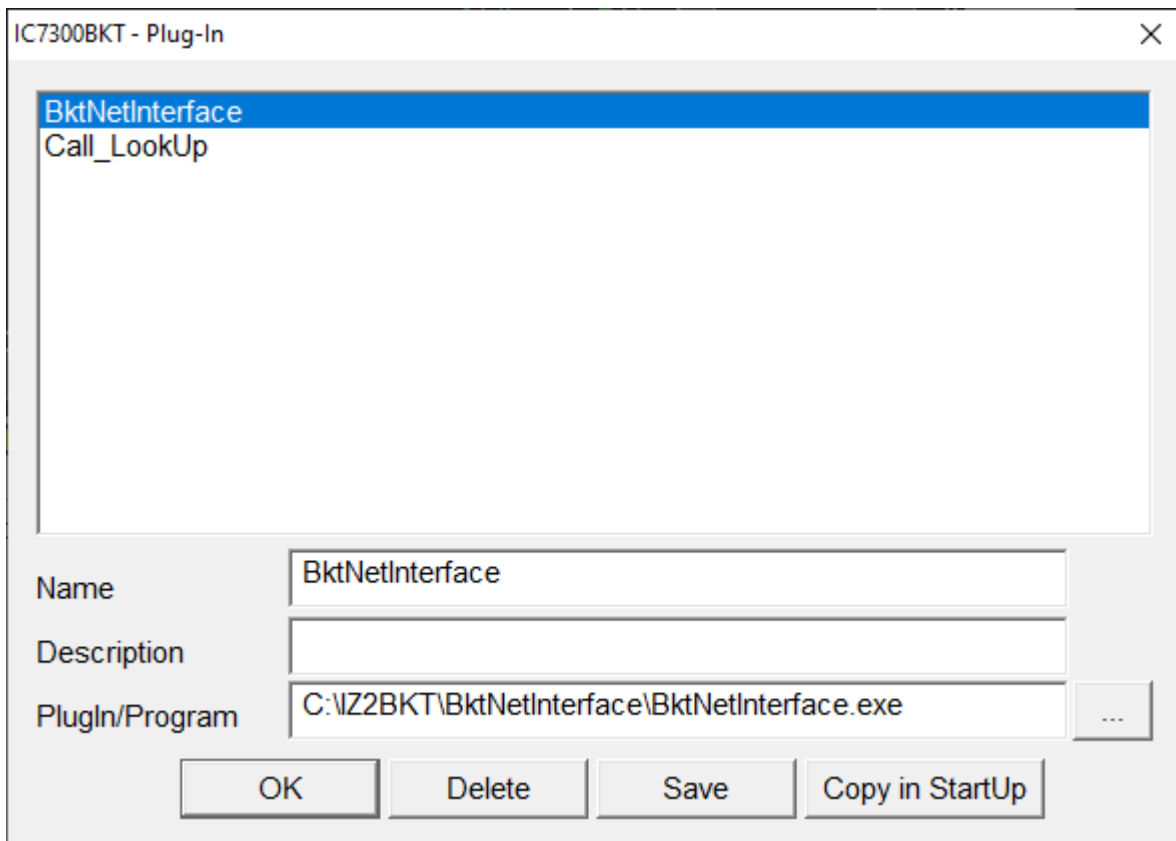 IC7300BKT - Plug-In
BktNetInterface
Call_LookUp
Name
BktNetInterface
Description
PlugIn/Program
C:\IZ2BKT\BktNetInterface\BktNetInterface.exe
...
OK
Delete
Save
Copy in StartUp